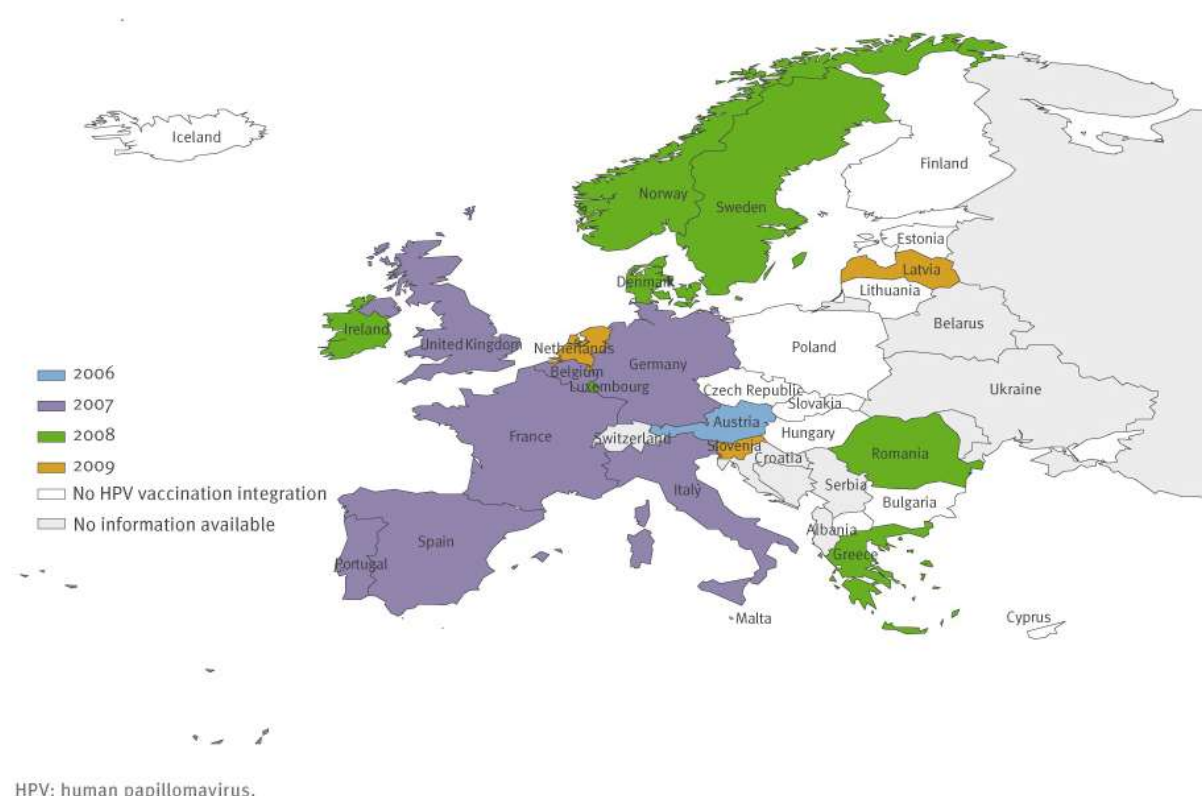 Iceland
Finland
Norway
Sweden
Estonia
Latvia
Denmark
Lithuania
Belarus
Ireland
United Kingdom
Netherlands
Poland
Belgium
Germany
2006
Luxembourg
Czech Republic
Ukraine
2007
Slovakia
Austria
2008
France
Switzerland
Hungary
Slovenia
Romania
2009
Croatia
No HPV vaccination integration
Italy
Serbia
Bulgaria
No information available
Albania
Spain
Greece
Portugal
Malta
Cyprus
HPV: human papillomavirus.